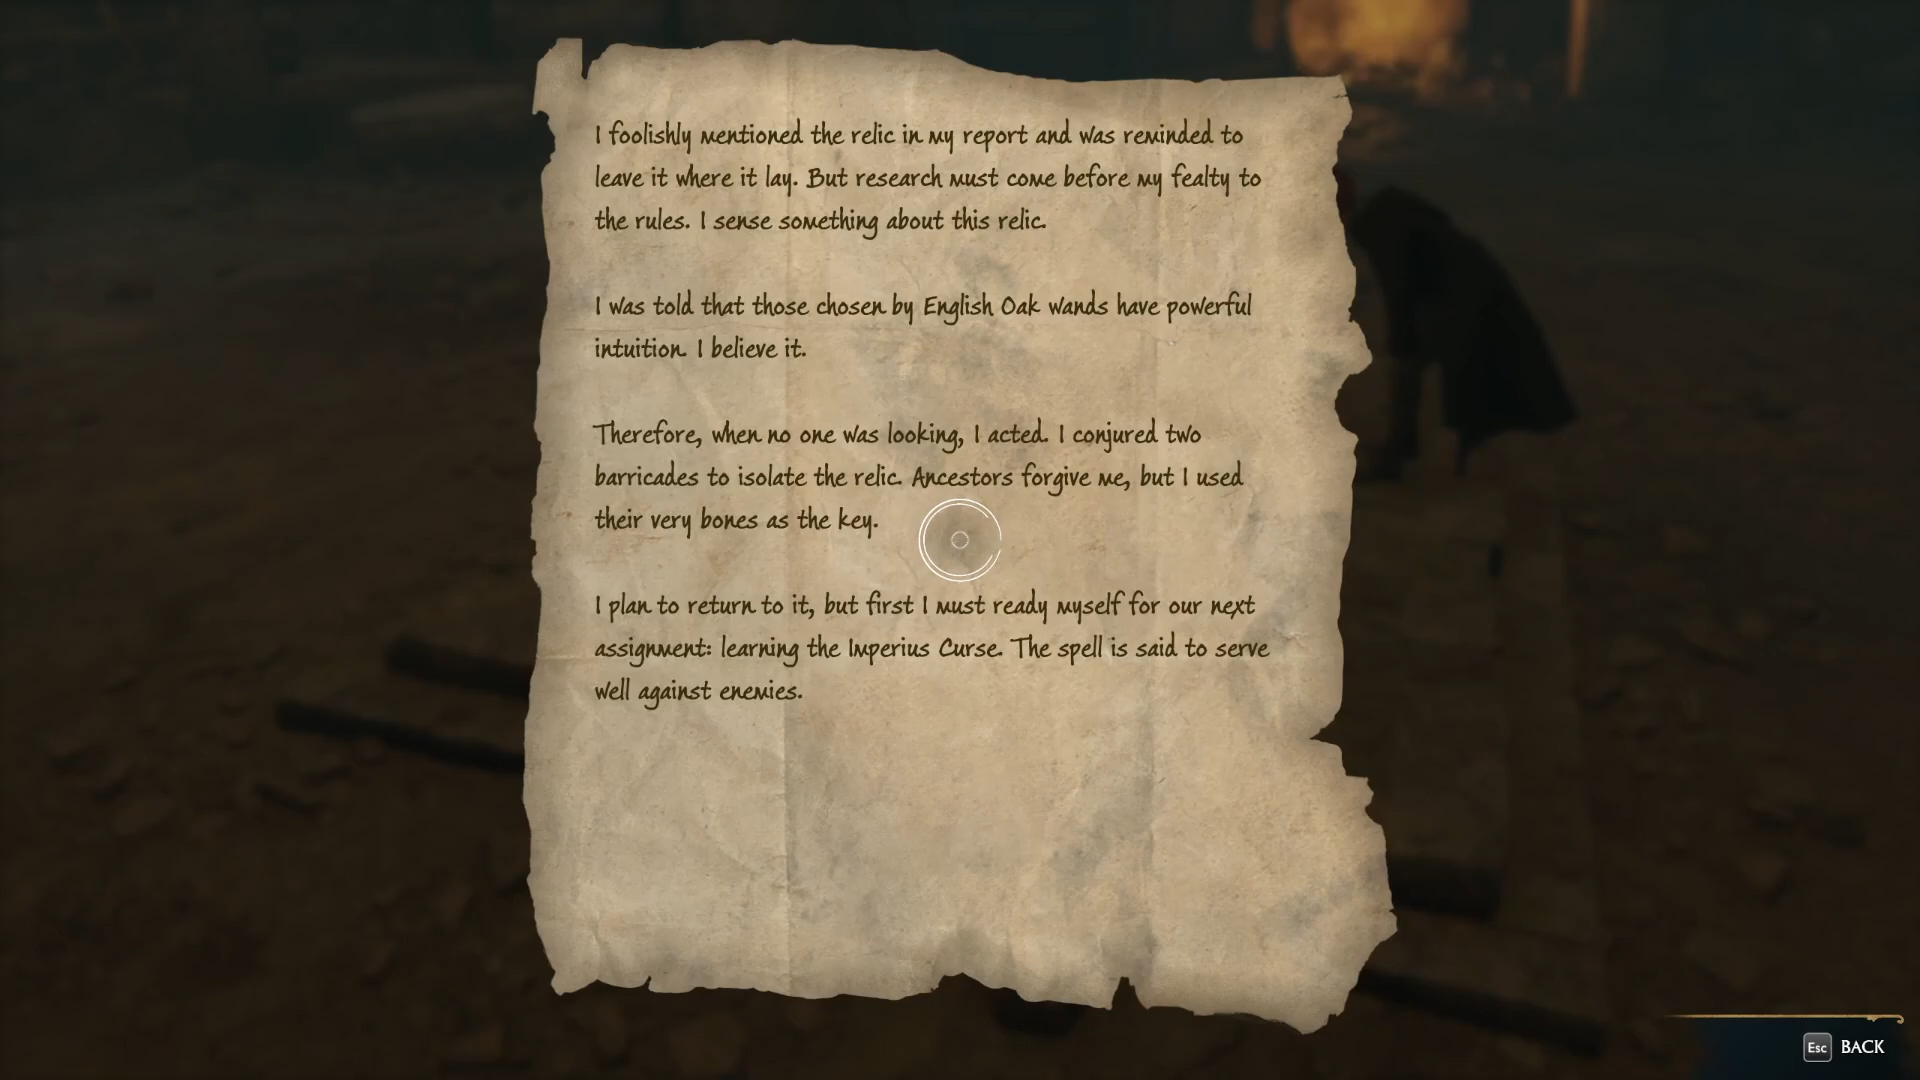 I foolishly mentioned the relic in my report and was reminded to
leave it where it lay. But research must come before my fealty to
the rules. I sense something about this relic.
I was told that those chosen by English Oak wands have powerful
intuition. I believe it.
Therefore, when no one was looking, I acted. I conjured two
barricades to isolate the relic. Ancestors forgive me, but I used
their very bones as the key.
I plan to return to it, but first I must ready myself for our next
assignment: learning the Imperius Curse. The spell is said to serve
well against enemies.
Esc BACK